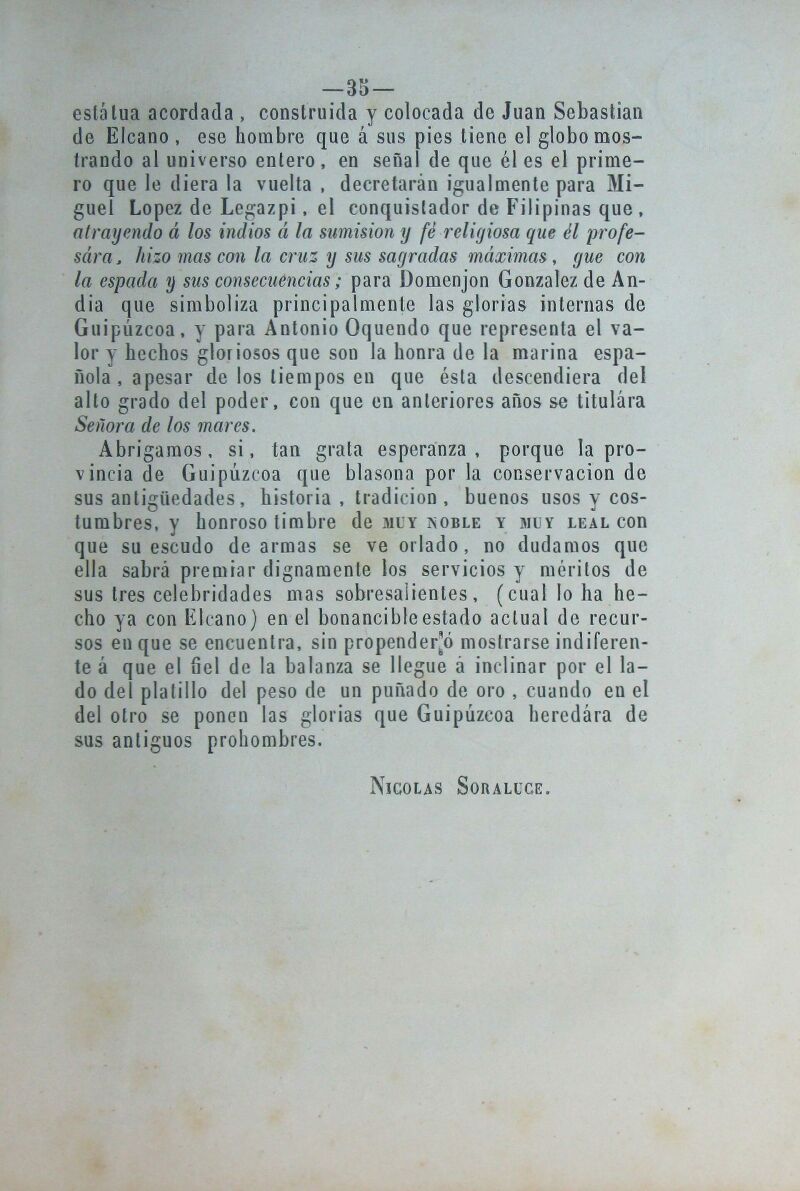 —35—
estátua acordada , construida y colocada de Juan Sebastian
de Elcano , ese hombre que á sus pies tiene el globo mos-
trando al universo entero , en señal de que él es el prime-
ro que le diera la vuelta , decretarán igualmente para Mi-
guel Lopez de Legazpi , el conquistador de Filipinas que ,
atrayendo á los indios á la sumision y fé religiosa que él profe-
sára, hizo mas con la cruz y sus sagradas máximas , que con
la espada y sus consecuencias ; para Domenjon Gonzalez de An-
dia que simboliza principalmente las glorias internas de
Guipúzcoa , y para Antonio Oquendo que representa el va-
lor y hechos gloriosos que son la honra de la marina espa-
ñola , apesar de los tiempos en que ésta descendiera del
alto grado del poder, con que en anteriores años se titulára
Señora de los mares.
Abrigamos , si , tan grata esperanza , porque la pro-
vincia de Guipúzcoa que blasona por la conservacion de
sus antigüedades, historia , tradicion , buenos usos y cos-
tumbres, y honroso timbre de MUY NOBLE Y MUY LEAL con
que su escudo de armas se ve orlado , no dudamos que
ella sabrá premiar dignamente los servicios y méritos de
sus tres celebridades mas sobresalientes , (cual lo ha he-
cho ya con Elcano) en el bonancible estado actual de recur-
sos en que se encuentra, sin propender ó mostrarse indiferen-
te á que el fiel de la balanza se llegue á inclinar por el la-
do del platillo del peso de un puñado de oro , cuando en el
del otro se ponen las glorias que Guipúzcoa heredára de
sus antiguos prohombres.
NICOLAS SORALUCE.